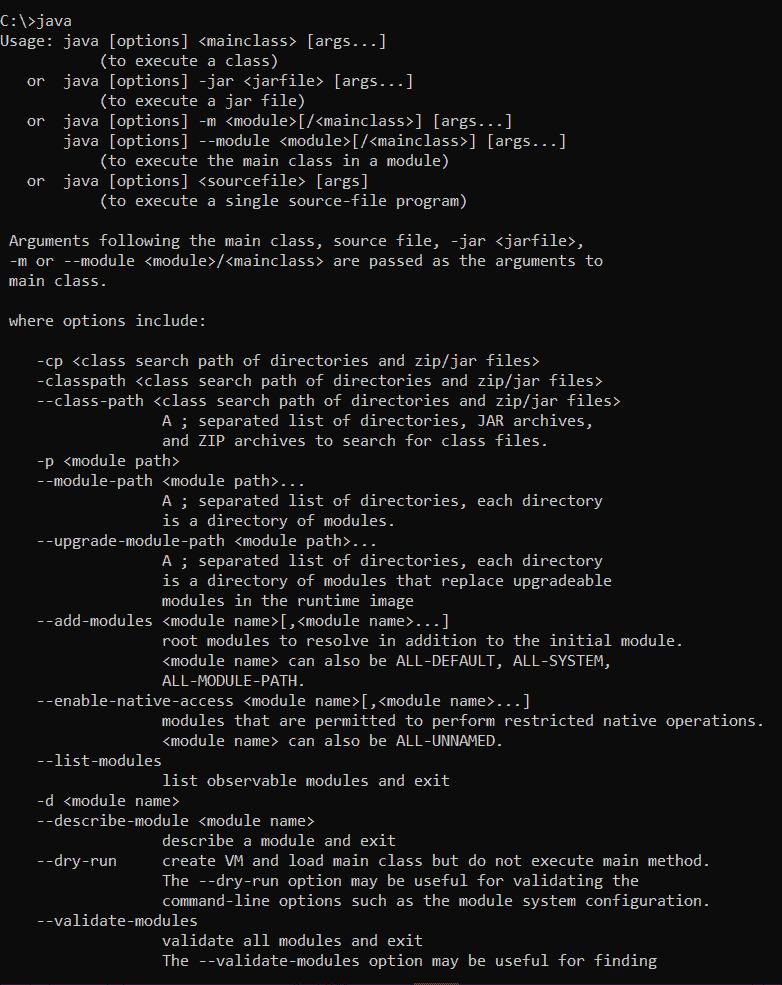 C:\>java
Usage: java [options] <mainclass> [args...]
           (to execute a class)
   or  java [options] -jar <jarfile> [args...]
           (to execute a jar file)
   or  java [options] -m <module>[/<mainclass>] [args...]
       java [options] --module <module>[/<mainclass>] [args...]
           (to execute the main class in a module)
   or  java [options] <sourcefile> [args]
           (to execute a single source-file program)

 Arguments following the main class, source file, -jar <jarfile>,
 -m or --module <module>/<mainclass> are passed as the arguments to
 main class.

 where options include:

    -cp <class search path of directories and zip/jar files>
    -classpath <class search path of directories and zip/jar files>
    --class-path <class search path of directories and zip/jar files>
                  A ; separated list of directories, JAR archives,
                  and ZIP archives to search for class files.
    -p <module path>
    --module-path <module path>...
                  A ; separated list of directories, each directory
                  is a directory of modules.
    --upgrade-module-path <module path>...
                  A ; separated list of directories, each directory
                  is a directory of modules that replace upgradeable
                  modules in the runtime image
    --add-modules <module name>[,<module name>...]
                  root modules to resolve in addition to the initial module.
                  <module name> can also be ALL-DEFAULT, ALL-SYSTEM,
                  ALL-MODULE-PATH.
    --enable-native-access <module name>[,<module name>...]
                  modules that are permitted to perform restricted native operations.
                  <module name> can also be ALL-UNNAMED.
    --list-modules
                  list observable modules and exit
    -d <module name>
    --describe-module <module name>
                  describe a module and exit
    --dry-run     create VM and load main class but do not execute main method.
                  The --dry-run option may be useful for validating the
                  command-line options such as the module system configuration.
    --validate-modules
                  validate all modules and exit
                  The --validate-modules option may be useful for finding